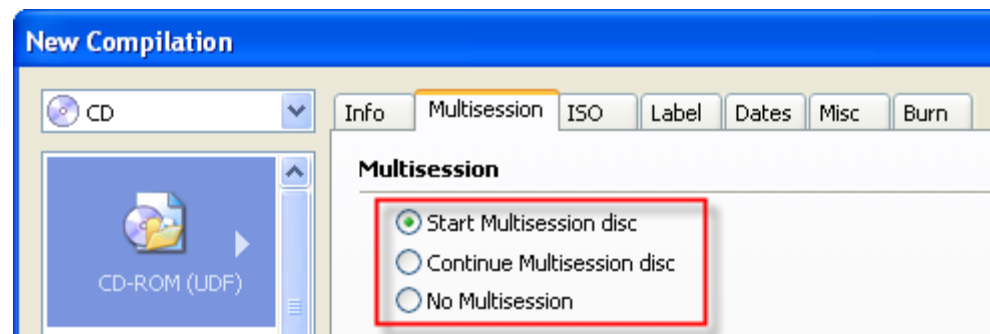 New Compilation
CD
Info Multisession ISO Label Dates Misc Burn
Multisession
Start Multisession disc
Continue Multisession disc
No Multisession
CD-ROM (UDF)